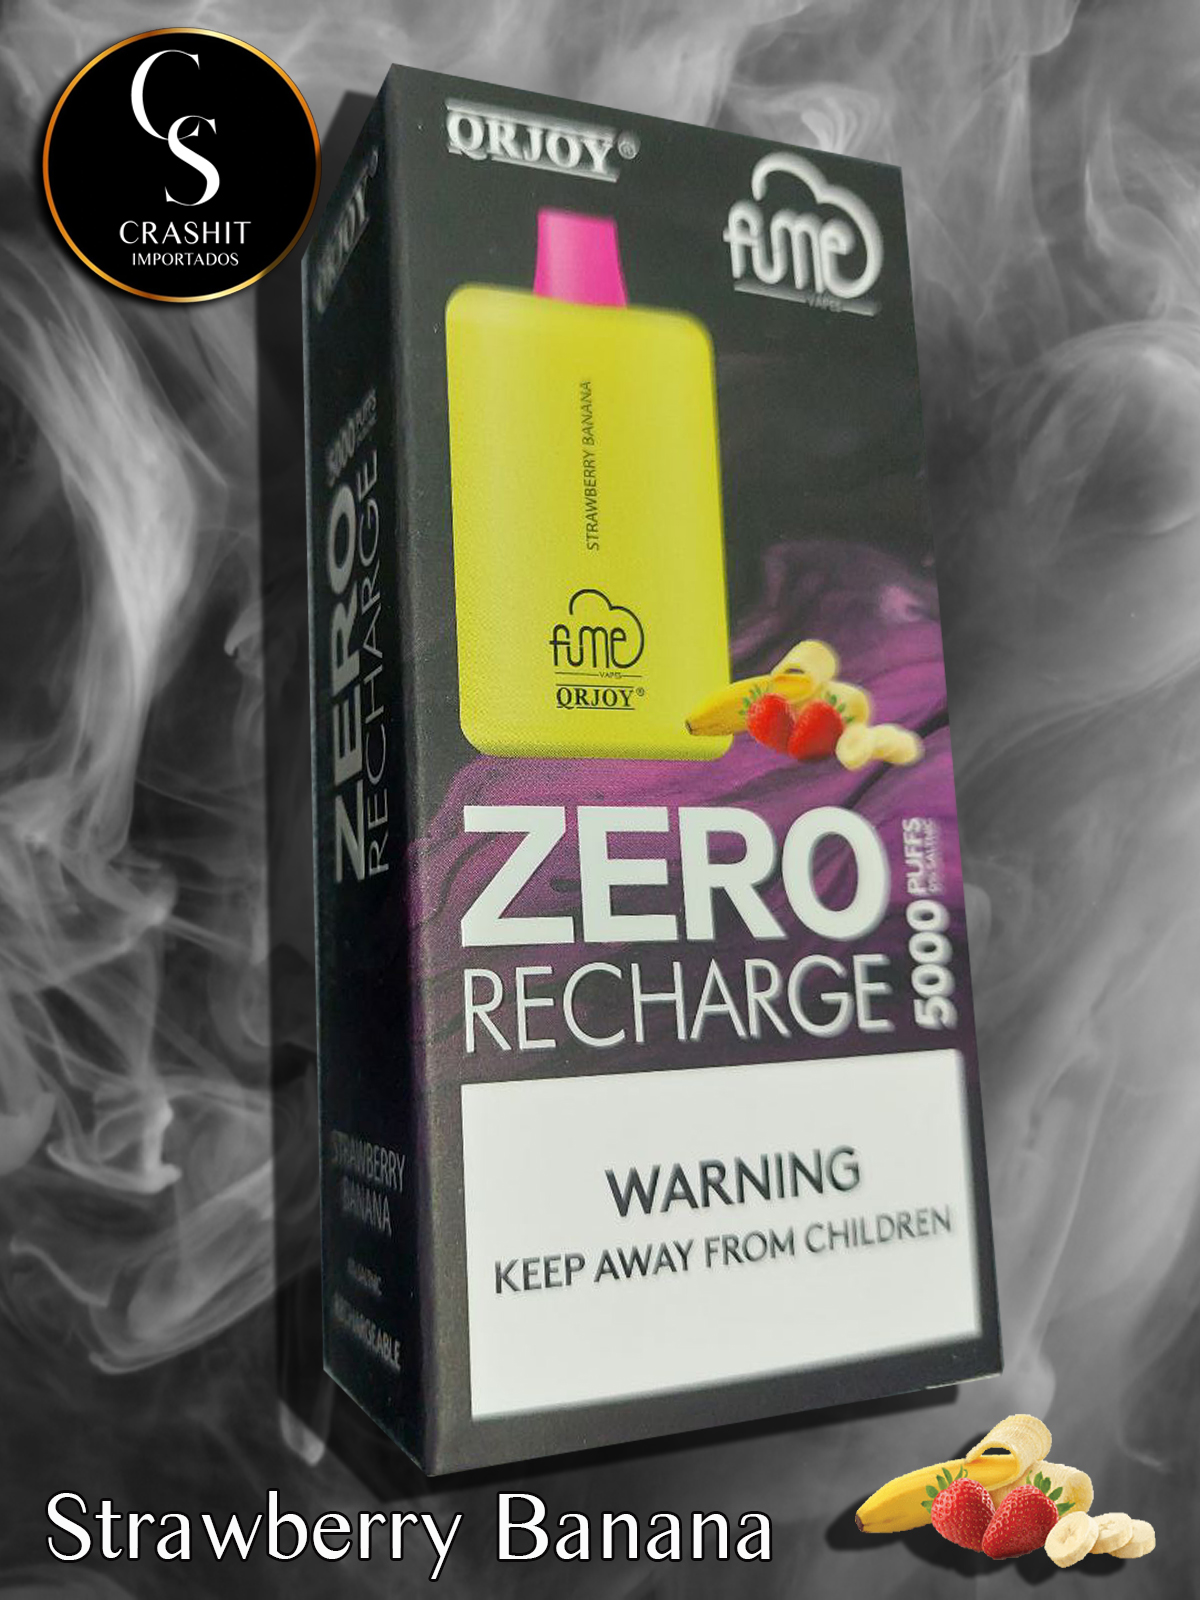 CS
CRASHIT
IMPORTADOS
QRJOY®
fume
VAPES
STRAWBERRY BANANA
fume
VAPES
QRJOY®
ZERO
RECHARGE
5000 PUFFS
WARNING
KEEP AWAY FROM CHILDREN
QRJOY®
5000 PUFFS
ZERO
RECHARGE
STRAWBERRY
BANANA
RECHARGEABLE
Strawberry Banana